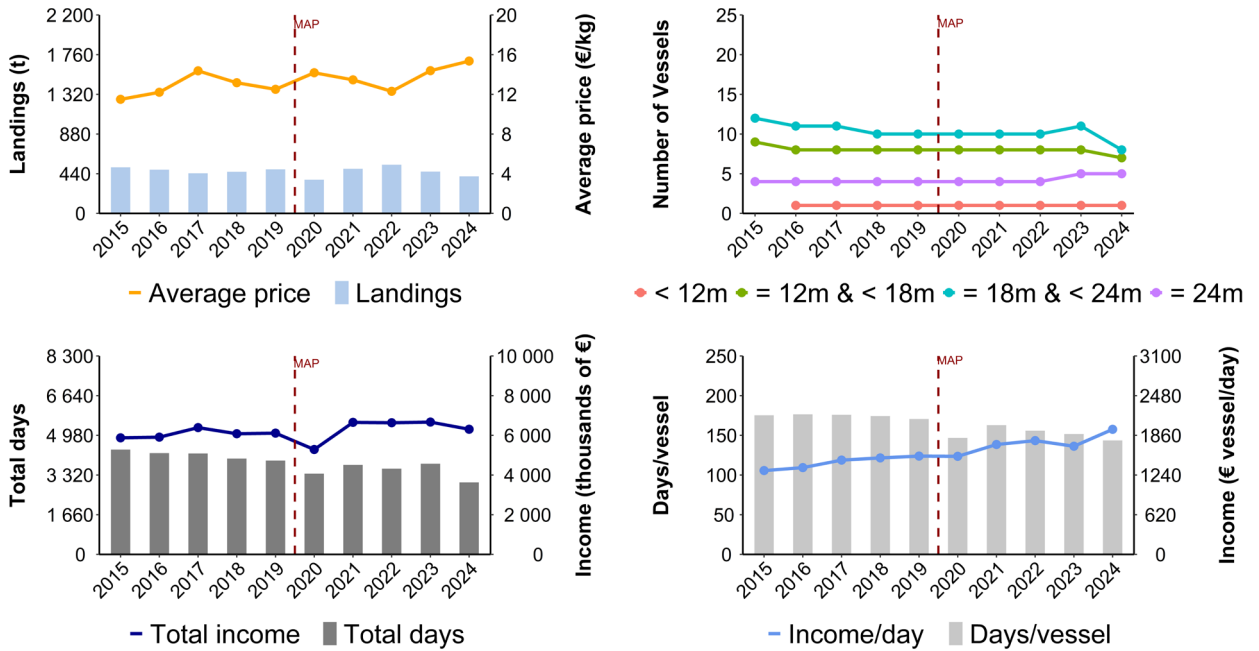 Landings (t)
2 200
1 760
1 320
880
440
0
MAP
20
16
12
8
4
0
Average price (€/kg)
2015 2016 2017 2018 2019 2020 2021 2022 2023 2024
Average price Landings
Number of Vessels
25
20
15
10
5
0
MAP
2015 2016 2017 2018 2019 2020 2021 2022 2023 2024
< 12m = 12m & < 18m = 18m & < 24m = 24m
Total days
8 300
6 640
4 980
3 320
1 660
0
MAP
10 000
8 000
6 000
4 000
2 000
0
Income (thousands of €)
2015 2016 2017 2018 2019 2020 2021 2022 2023 2024
Total income Total days
Days/vessel
250
200
150
100
50
0
MAP
3100
2480
1860
1240
620
0
Income (€ vessel/day)
2015 2016 2017 2018 2019 2020 2021 2022 2023 2024
Income/day Days/vessel